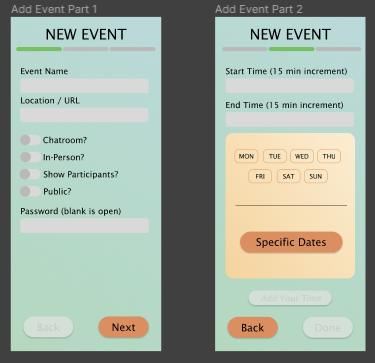 Add Event Part 1
NEW EVENT
Event Name
Location / URL
Chatroom?
In-Person?
Show Participants?
Public?
Password (blank is open)
Back
Next
Add Event Part 2
NEW EVENT
Start Time (15 min increment)
End Time (15 min increment)
MON TUE WED THU
FRI SAT SUN
Specific Dates
Add Your Time
Back
Done